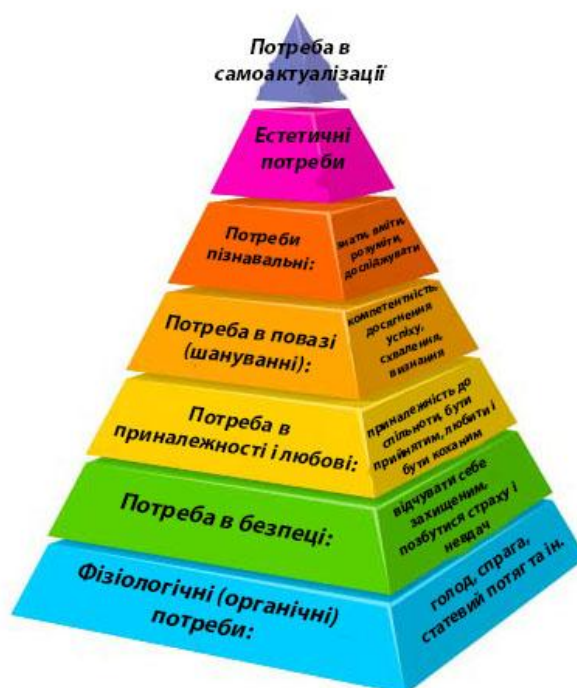 Потреба в
самоактуалізації
Естетичні
потреби
Потреби
пізнавальні:
знати, вміти,
розуміти,
досліджувати
Потреба в повазі
(шануванні):
компетентність,
досягнення
успіху,
схвалення,
визнання
Потреба в
приналежності і любові:
приналежність до
спільноти, бути
прийнятим, любити і
бути коханим
Потреба в безпеці:
відчувати себе
захищеним,
позбутися страху і
невдач
Фізіологічні (органічні)
потреби:
голод, спрага,
статевий потяг та ін.